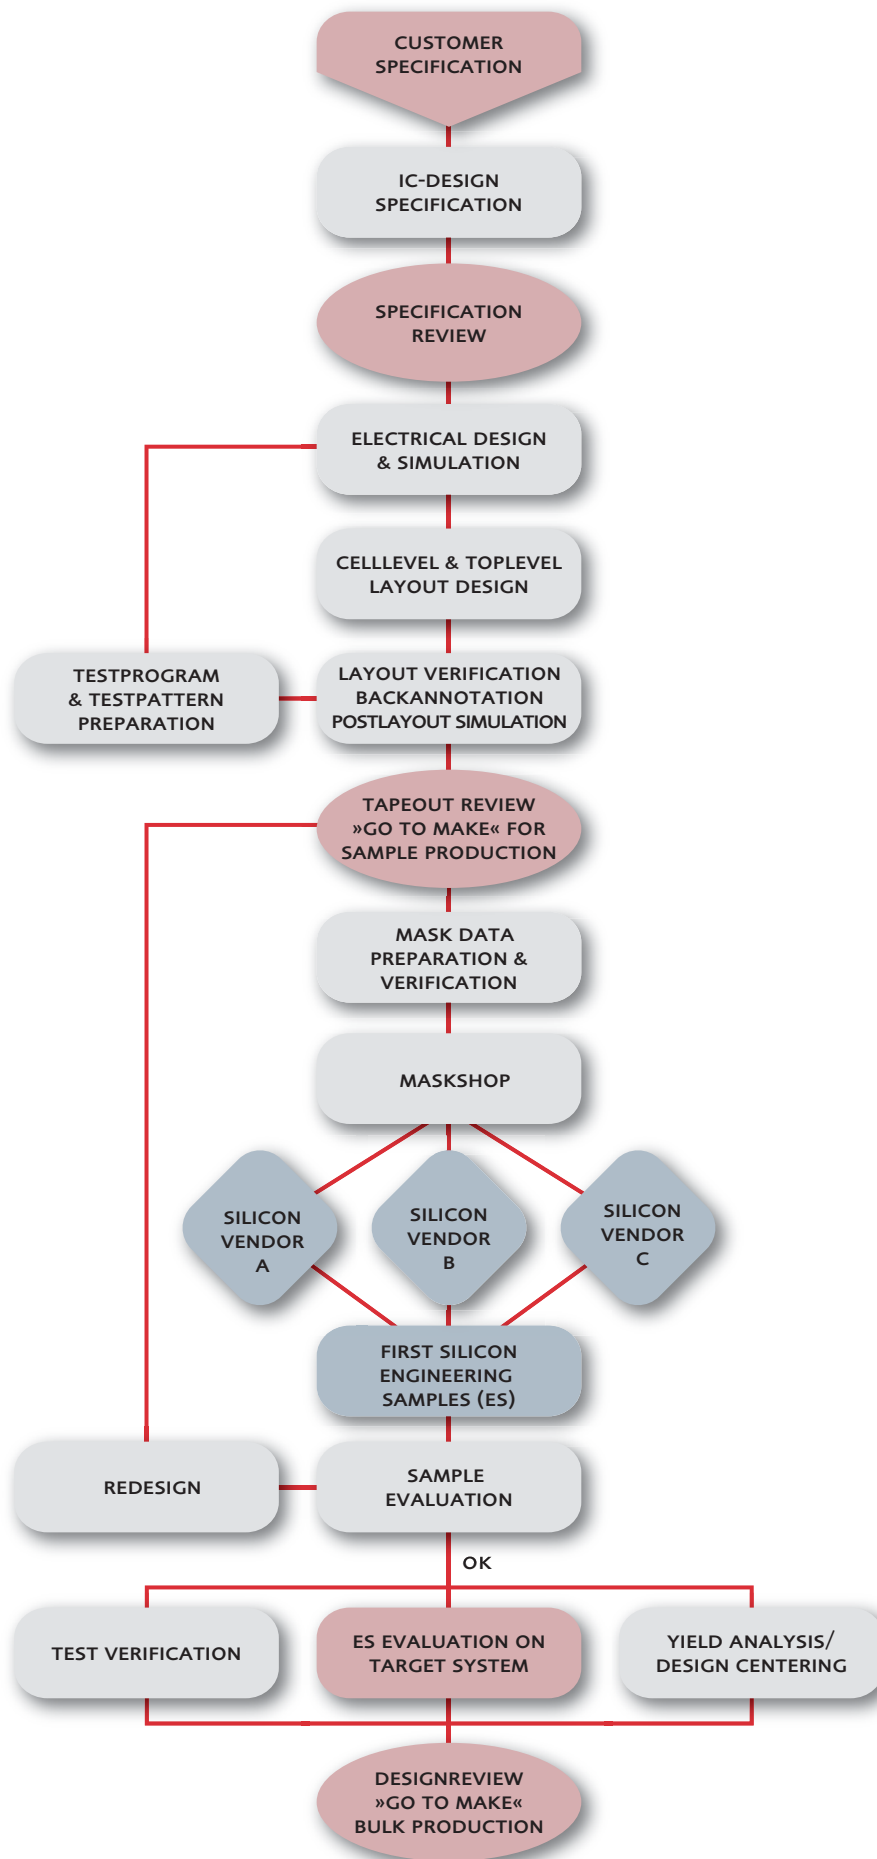 CUSTOMER
SPECIFICATION
IC-DESIGN
SPECIFICATION
SPECIFICATION
REVIEW
ELECTRICAL DESIGN
& SIMULATION
CELLLEVEL & TOPLEVEL
LAYOUT DESIGN
TESTPROGRAM
& TESTPATTERN
PREPARATION
LAYOUT VERIFICATION
BACKANNOTATION
POSTLAYOUT SIMULATION
TAPEOUT REVIEW
»GO TO MAKE« FOR
SAMPLE PRODUCTION
MASK DATA
PREPARATION &
VERIFICATION
MASKSHOP
SILICON
VENDOR
A
SILICON
VENDOR
B
SILICON
VENDOR
C
FIRST SILICON
ENGINEERING
SAMPLES (ES)
REDESIGN
SAMPLE
EVALUATION
OK
TEST VERIFICATION
ES EVALUATION ON
TARGET SYSTEM
YIELD ANALYSIS/
DESIGN CENTERING
DESIGNREVIEW
»GO TO MAKE«
BULK PRODUCTION